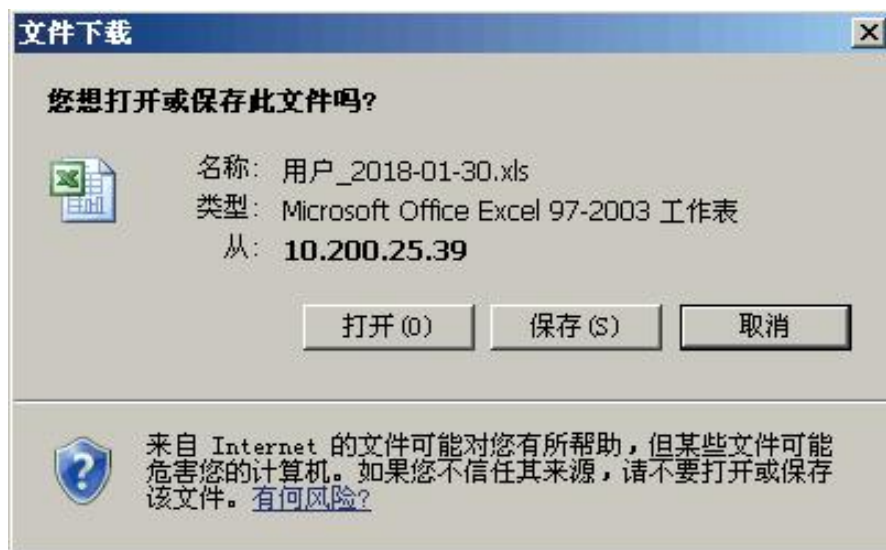 文件下载
您想打开或保存此文件吗?
名称: 用户_2018-01-30.xls
类型: Microsoft Office Excel 97-2003 工作表
从: 10.200.25.39
打开(O) 保存(S) 取消
来自 Internet 的文件可能对您有所帮助，但某些文件可能
危害您的计算机。如果您不信任其来源，请不要打开或保存
该文件。有何风险?